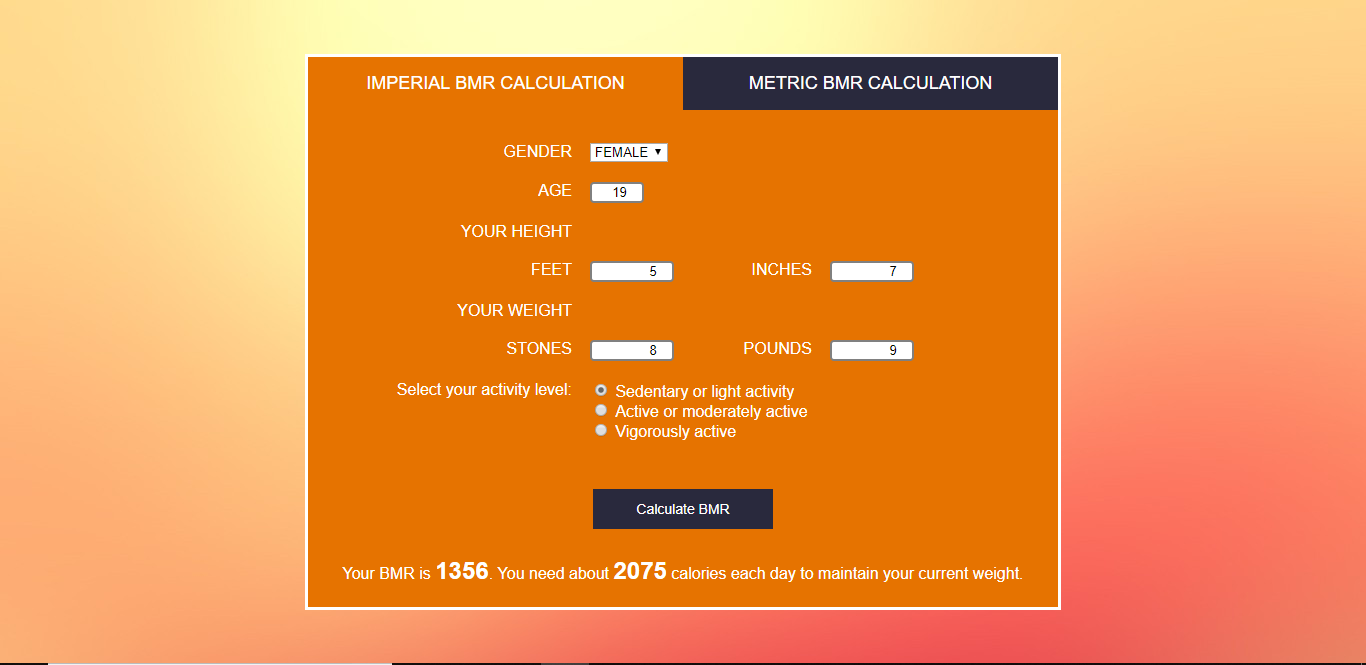 IMPERIAL BMR CALCULATION METRIC BMR CALCULATION
GENDER FEMALE ▼
AGE 19
YOUR HEIGHT
FEET 5 INCHES 7
YOUR WEIGHT
STONES 8 POUNDS 9
Select your activity level: Sedentary or light activity
Active or moderately active
Vigorously active
Calculate BMR
Your BMR is 1356. You need about 2075 calories each day to maintain your current weight.